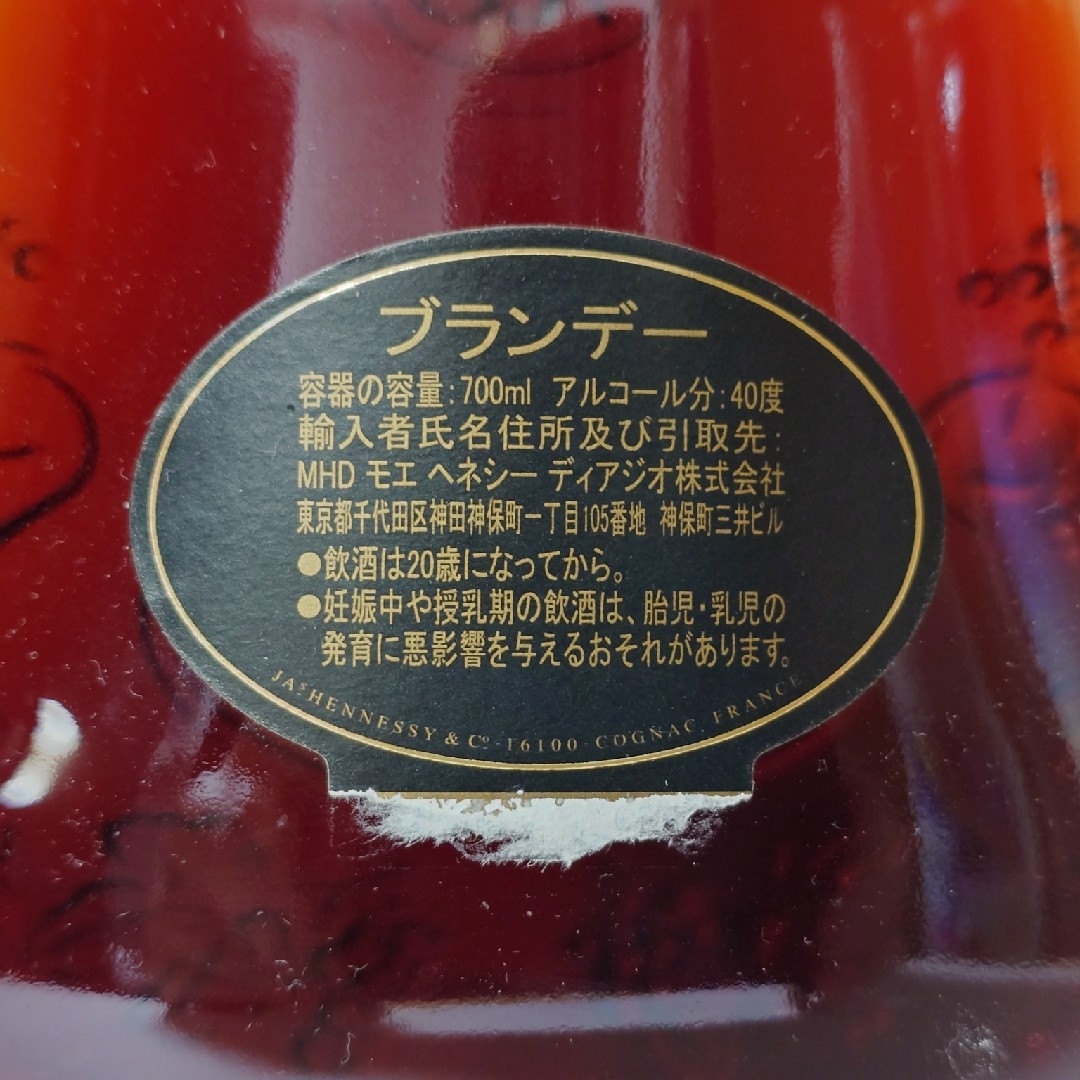 ブランデー
容器の容量:700ml アルコール分:40度
輸入者氏名住所及び引取先:
MHD モエ ヘネシー ディアジオ株式会社
東京都千代田区神田神保町一丁目105番地 神保町三井ビル
●飲酒は20歳になってから。
●妊娠中や授乳期の飲酒は、胎児・乳児の
発育に悪影響を与えるおそれがあります。
JAS HENNESSY & Cº - 16100 - COGNAC, FRANCE